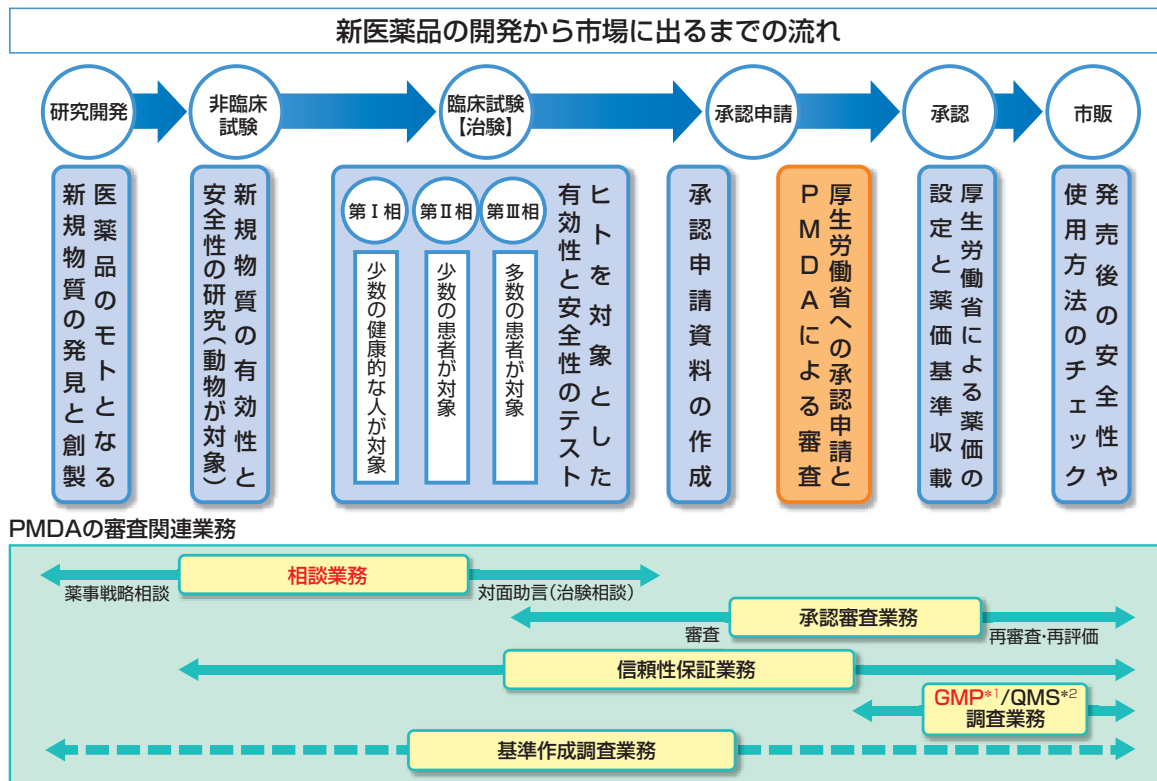 新医薬品の開発から市場に出るまでの流れ
研究開発
非臨床
試験
臨床試験
【治験】
承認申請
承認
市販
医薬品のモトとなる
新規物質の発見と創製
新規物質の有効性と
安全性の研究(動物が対象)
第Ⅰ相
少数の健康的な人が対象
第Ⅱ相
少数の患者が対象
第Ⅲ相
多数の患者が対象
ヒトを対象とした
有効性と安全性のテスト
承認申請資料の作成
厚生労働省への承認申請と
PMDAによる審査
厚生労働省による薬価の
設定と薬価基準収載
発売後の安全性や
使用方法のチェック
PMDAの審査関連業務
相談業務
薬事戦略相談
対面助言(治験相談)
承認審査業務
審査
再審査・再評価
信頼性保証業務
GMP*1/QMS*2
調査業務
基準作成調査業務